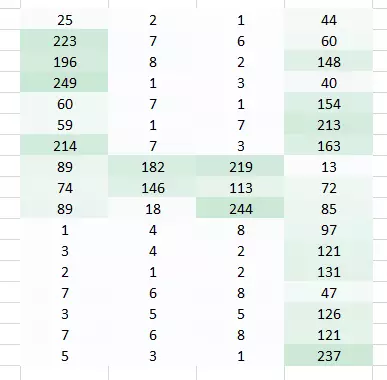 25 2 1 44
223 7 6 60
196 8 2 148
249 1 3 40
60 7 1 154
59 1 7 213
214 7 3 163
89 182 219 13
74 146 113 72
89 18 244 85
1 4 8 97
3 4 2 121
2 1 2 131
7 6 8 47
3 5 5 126
7 6 8 121
5 3 1 237